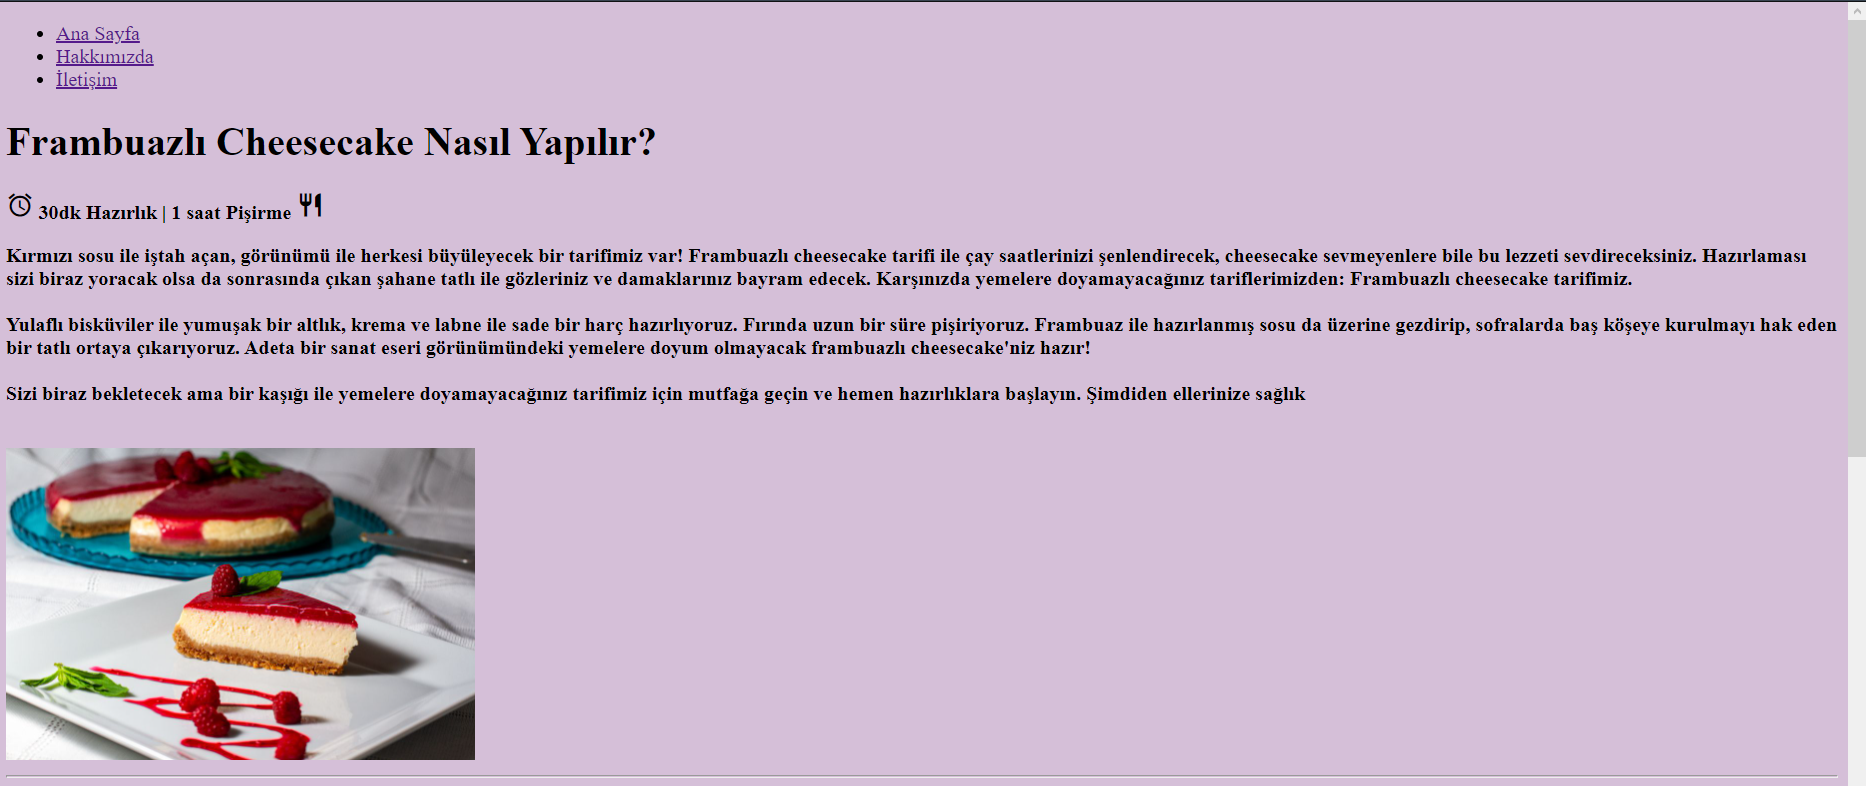 Ana Sayfa
Hakkımızda
İletişim
Frambuazlı Cheesecake Nasıl Yapılır?
30dk Hazırlık | 1 saat Pişirme
Kırmızı sosu ile iştah açan, görünümü ile herkesi büyüleyecek bir tarifimiz var! Frambuazlı cheesecake tarifi ile çay saatlerinizi şenlendirecek, cheesecake sevmeyenlere bile bu lezzeti sevdireceksiniz. Hazırlaması
sizi biraz yoracak olsa da sonrasında çıkan şahane tatlı ile gözleriniz ve damaklarınız bayram edecek. Karşınızda yemelere doyamayacağınız tariflerimizden: Frambuazlı cheesecake tarifimiz.
Yulaflı bisküviler ile yumuşak bir altlık, krema ve labne ile sade bir harç hazırlıyoruz. Fırında uzun bir süre pişiriyoruz. Frambuaz ile hazırlanmış sosu da üzerine gezdirip, sofralarda baş köşeye kurulmayı hak eden
bir tatlı ortaya çıkarıyoruz. Adeta bir sanat eseri görünümündeki yemelere doyum olmayacak frambuazlı cheesecake'niz hazır!
Sizi biraz bekletecek ama bir kaşığı ile yemelere doyamayacağınız tarifimiz için mutfağa geçin ve hemen hazırlıklara başlayın. Şimdiden ellerinize sağlık